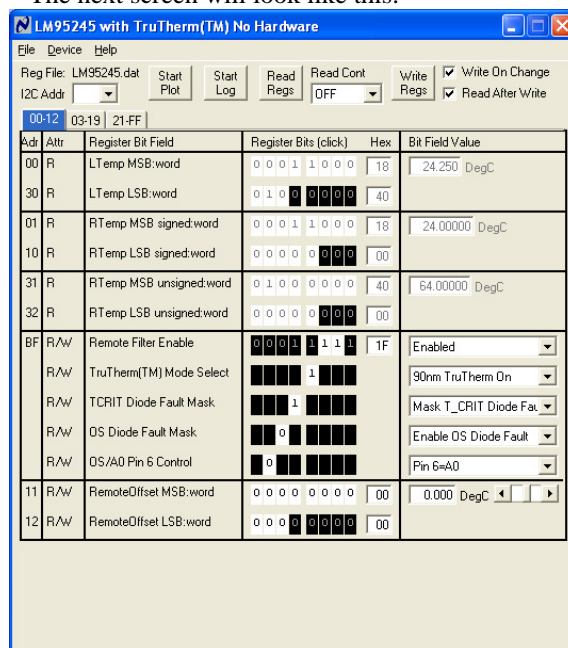 The next screen will look like this:
LM95245 with TruTherm(TM) No Hardware
File Device Help
Reg File: LM95245.dat Start Plot Start Log Read Regs Read Cont OFF Write Regs Write On Change
I2C Addr Read After Write
00-12 03-19 21-FF
Adr Attr Register Bit Field Register Bits (click) Hex Bit Field Value
00 R LTemp MSB:word 0 0 0 1 1 0 0 0 18 24.250 DegC
30 R LTemp LSB:word 0 1 0 0 0 0 0 0 40
01 R RTemp MSB signed:word 0 0 0 1 1 0 0 0 18 24.00000 DegC
10 R RTemp LSB signed:word 0 0 0 0 0 0 0 0 00
31 R RTemp MSB unsigned:word 0 1 0 0 0 0 0 0 40 64.00000 DegC
32 R RTemp LSB unsigned:word 0 0 0 0 0 0 0 0 00
BF R/W Remote Filter Enable 0 0 0 1 1 1 1 1 1F Enabled
R/W TruTherm(TM) Mode Select 1 90nm TruTherm On
R/W TCRIT Diode Fault Mask 1 Mask T_CRIT Diode Fau
R/W OS Diode Fault Mask 0 Enable OS Diode Fault
R/W OS/A0 Pin 6 Control 0 Pin 6=A0
11 R/W RemoteOffset MSB:word 0 0 0 0 0 0 0 0 00 0.000 DegC
12 R/W RemoteOffset LSB:word 0 0 0 0 0 0 0 0 00